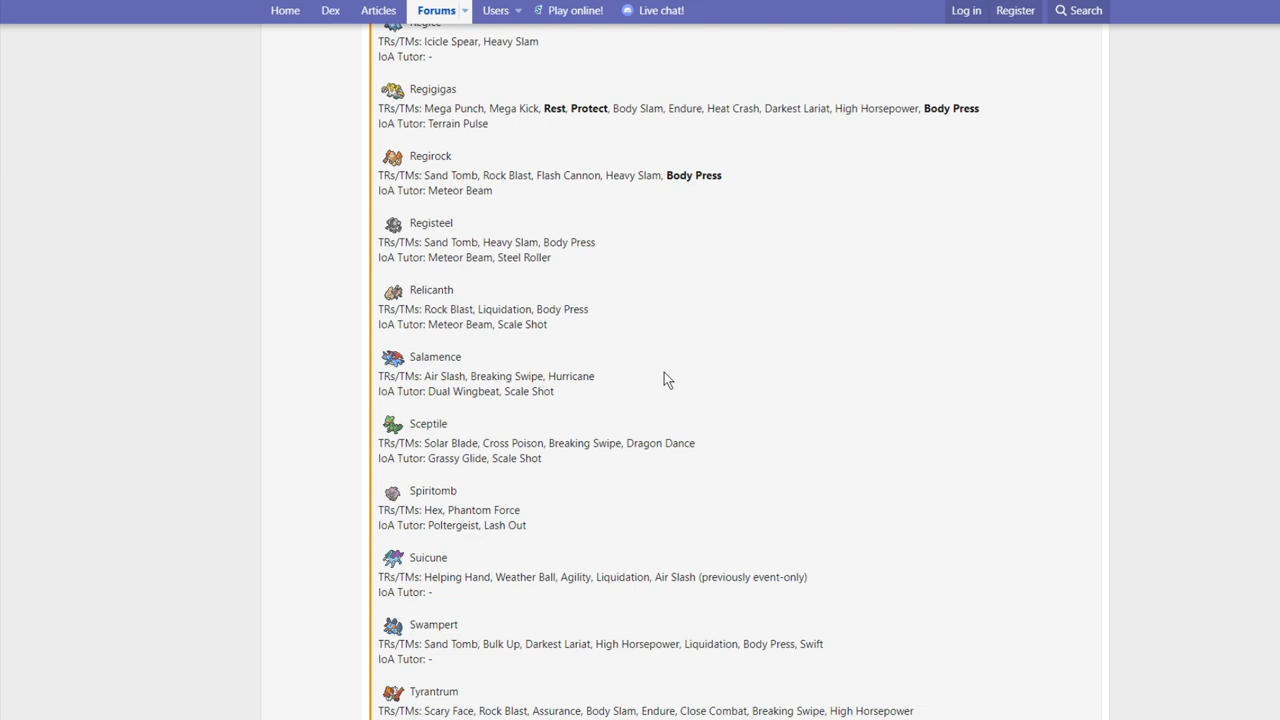 Home Dex Articles Forums Users Play online! Live chat! Log in Register Search
Regice
TRs/TMs: Icicle Spear, Heavy Slam
IoA Tutor: -
Regigigas
TRs/TMs: Mega Punch, Mega Kick, Rest, Protect, Body Slam, Endure, Heat Crash, Darkest Lariat, High Horsepower, Body Press
IoA Tutor: Terrain Pulse
Regirock
TRs/TMs: Sand Tomb, Rock Blast, Flash Cannon, Heavy Slam, Body Press
IoA Tutor: Meteor Beam
Registeel
TRs/TMs: Sand Tomb, Heavy Slam, Body Press
IoA Tutor: Meteor Beam, Steel Roller
Relicanth
TRs/TMs: Rock Blast, Liquidation, Body Press
IoA Tutor: Meteor Beam, Scale Shot
Salamence
TRs/TMs: Air Slash, Breaking Swipe, Hurricane
IoA Tutor: Dual Wingbeat, Scale Shot
Sceptile
TRs/TMs: Solar Blade, Cross Poison, Breaking Swipe, Dragon Dance
IoA Tutor: Grassy Glide, Scale Shot
Spiritomb
TRs/TMs: Hex, Phantom Force
IoA Tutor: Poltergeist, Lash Out
Suicune
TRs/TMs: Helping Hand, Weather Ball, Agility, Liquidation, Air Slash (previously event-only)
IoA Tutor: -
Swampert
TRs/TMs: Sand Tomb, Bulk Up, Darkest Lariat, High Horsepower, Liquidation, Body Press, Swift
IoA Tutor: -
Tyrantrum
TRs/TMs: Scary Face, Rock Blast, Assurance, Body Slam, Endure, Close Combat, Breaking Swipe, High Horsepower